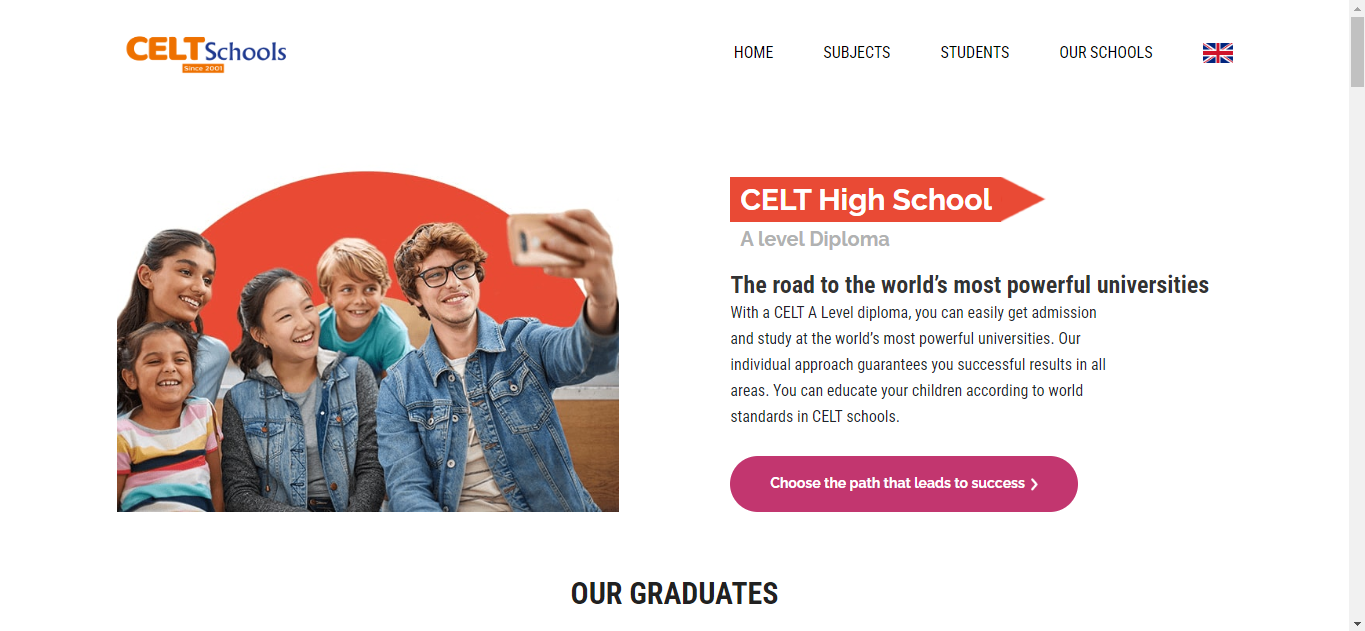 CELT Schools
Since 2001
HOME SUBJECTS STUDENTS OUR SCHOOLS
CELT High School
A level Diploma
The road to the world’s most powerful universities
With a CELT A Level diploma, you can easily get admission
and study at the world’s most powerful universities. Our
individual approach guarantees you successful results in all
areas. You can educate your children according to world
standards in CELT schools.
Choose the path that leads to success ❯
OUR GRADUATES